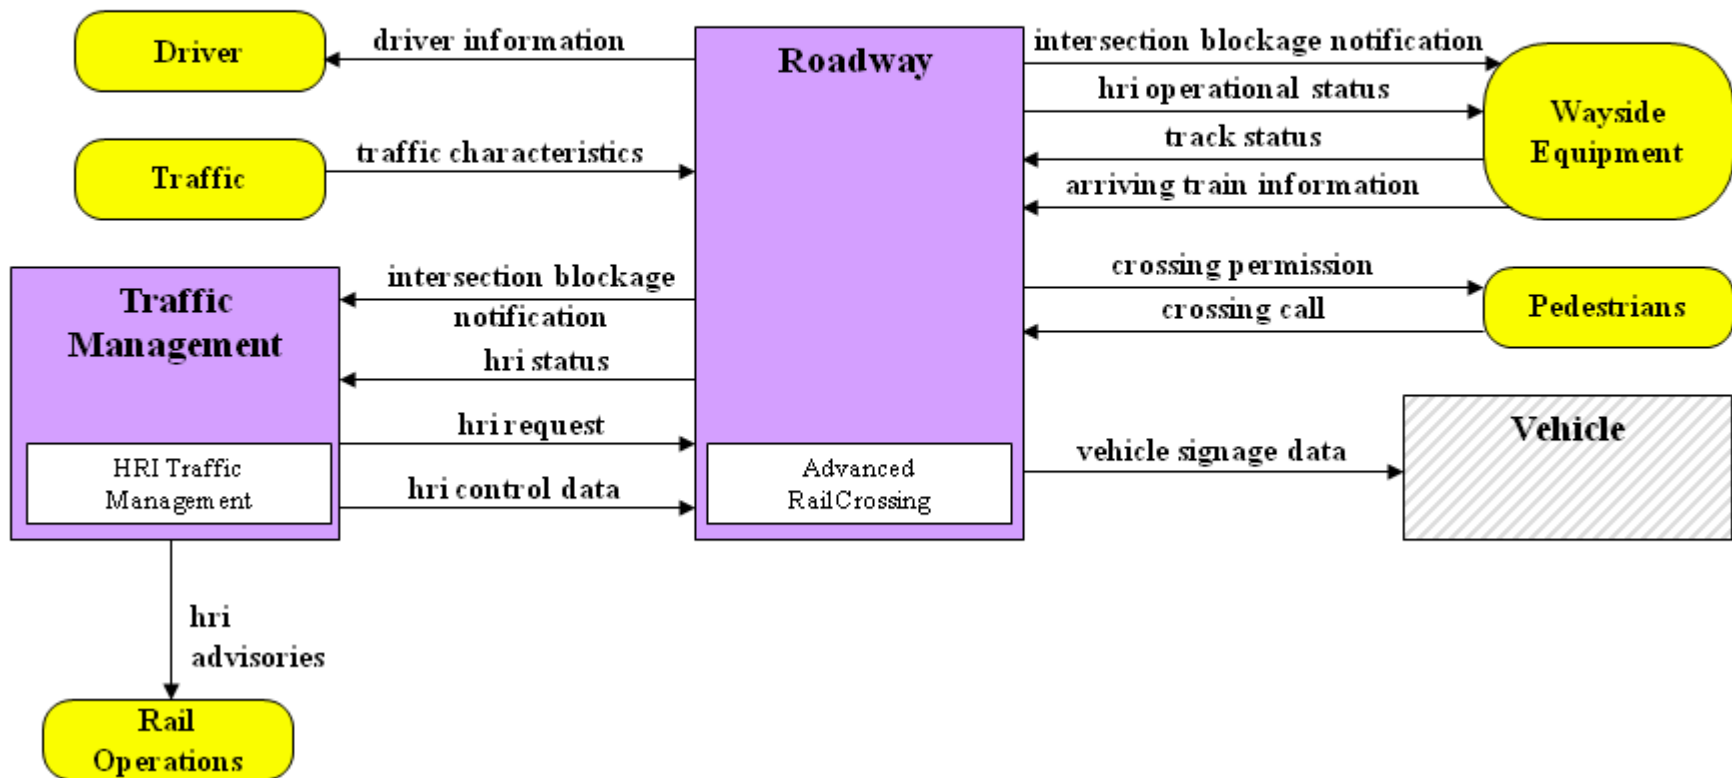 Driver
driver information
Roadway
intersection blockage notification
hri operational status
Wayside
Equipment
track status
arriving train information
Traffic
traffic characteristics
crossing permission
crossing call
Pedestrians
Traffic
Management
intersection blockage
notification
hri status
hri request
hri control data
HRI Traffic
Management
Advanced
RailCrossing
vehicle signage data
Vehicle
hri
advisories
Rail
Operations